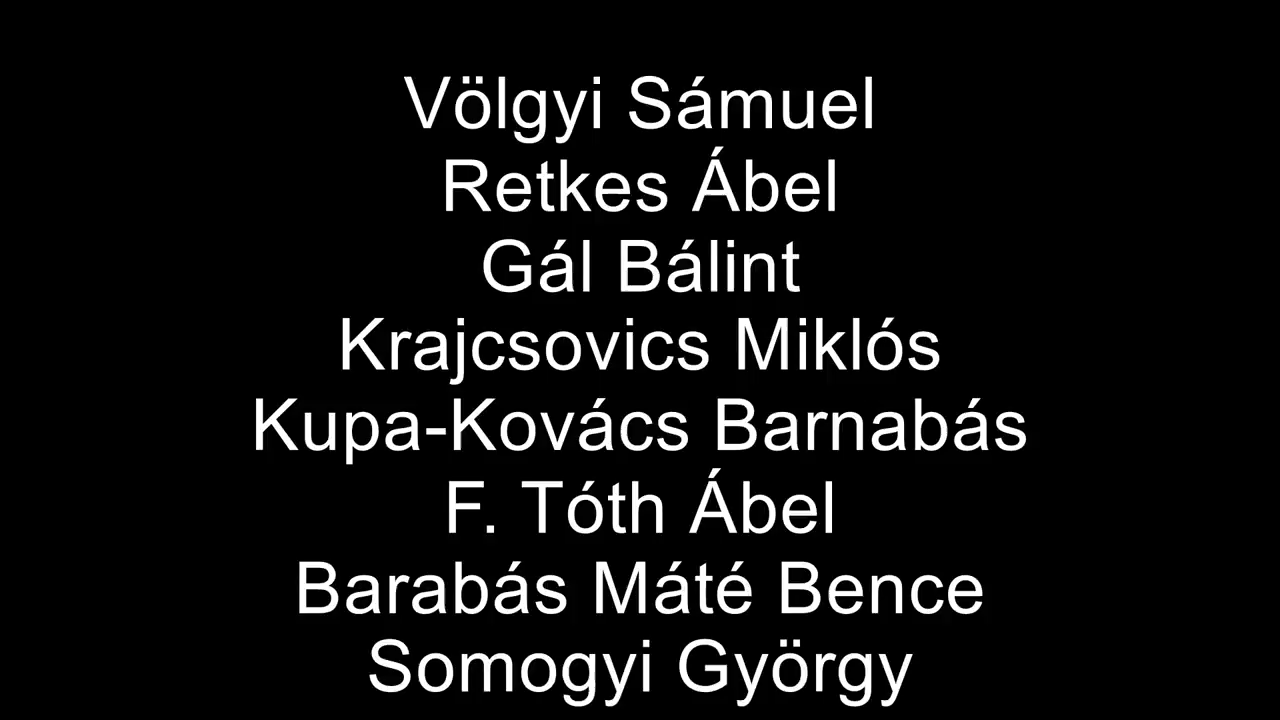 Völgyi Sámuel
Retkes Ábel
Gál Bálint
Krajcsovics Miklós
Kupa-Kovács Barnabás
F. Tóth Ábel
Barabás Máté Bence
Somogyi György